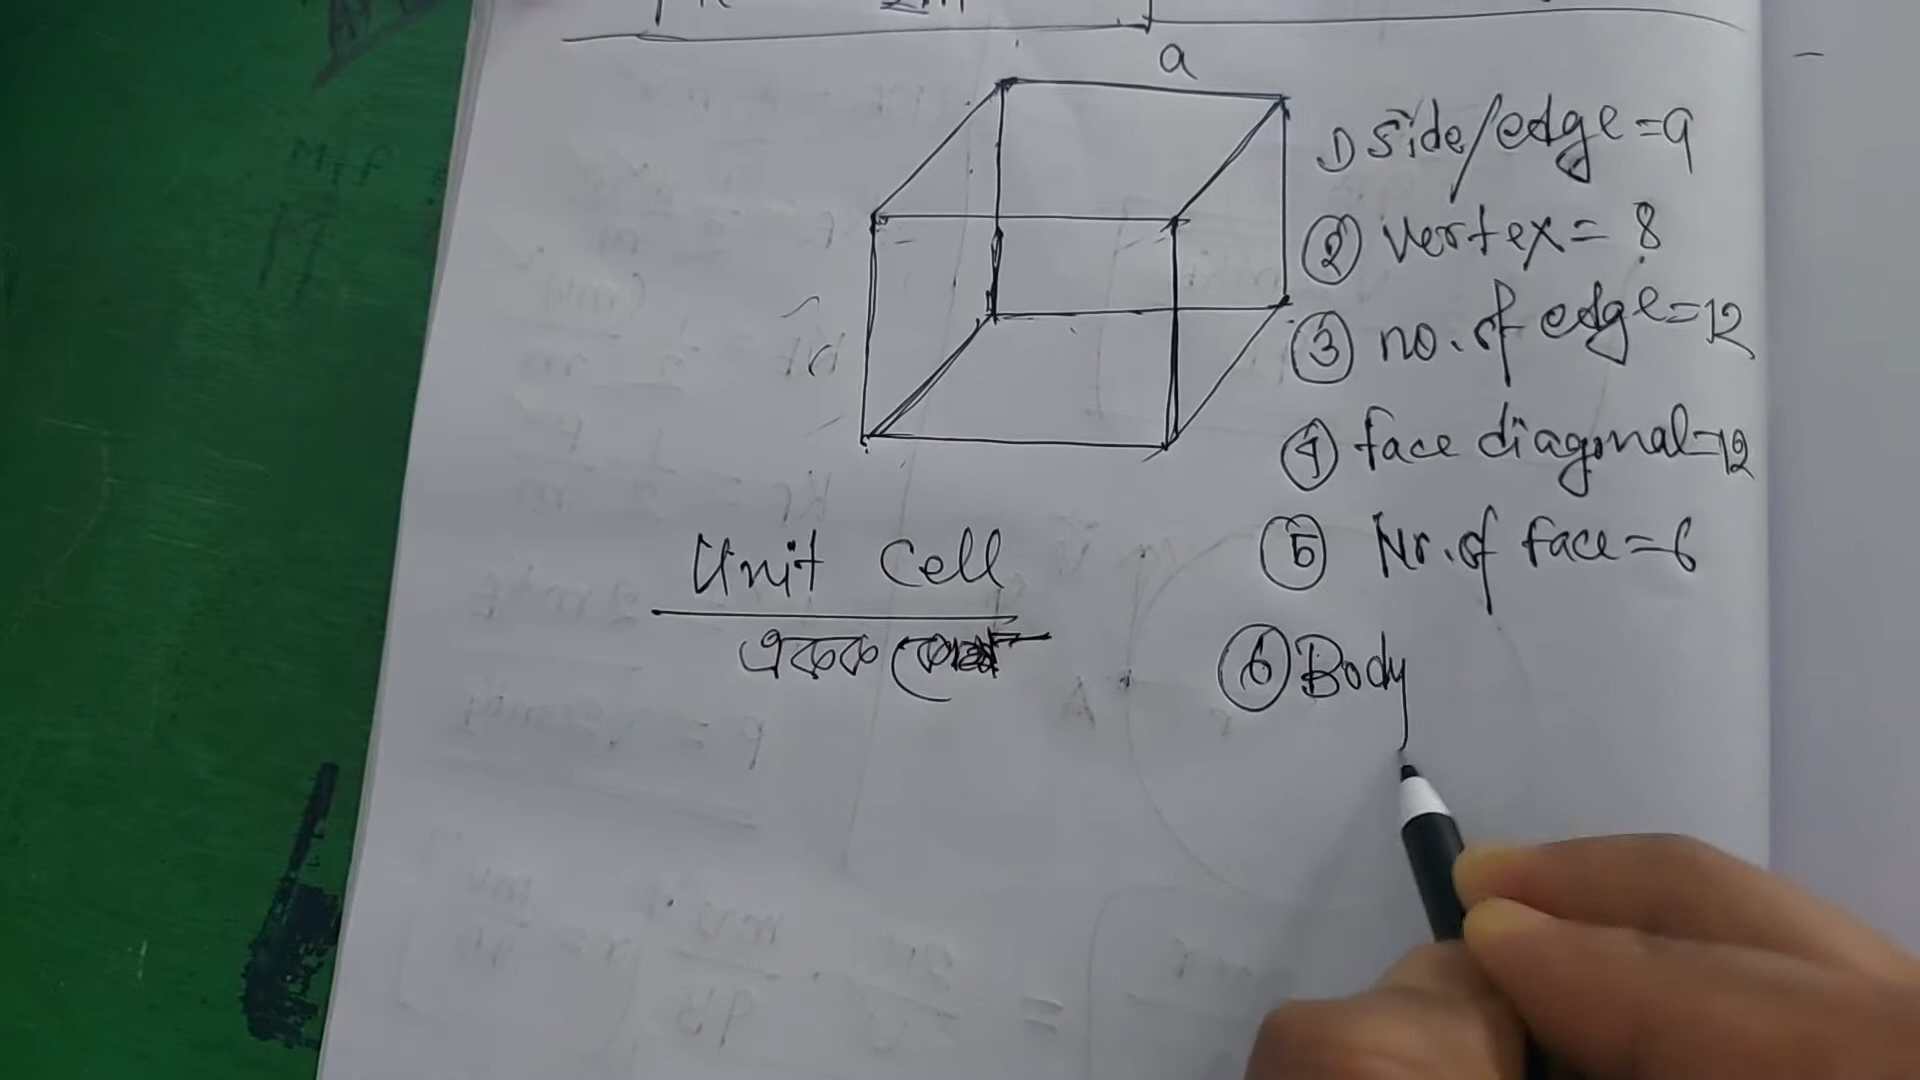 a
1) side/edge=a
② vertex= 8
③ no. of edge=12
④ face diagonal=12
⑤ Nr. of face=6
Unit Cell
একক
⑥ Body